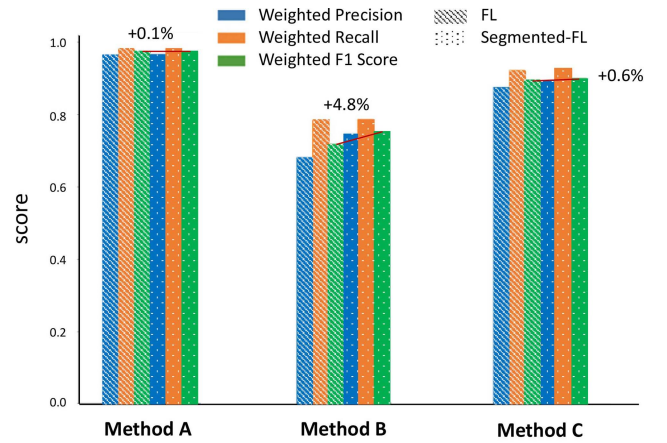 Weighted Precision
Weighted Recall
Weighted F1 Score
FL
Segmented-FL
score
1.0
0.8
0.6
0.4
0.2
0.0
+0.1%
+4.8%
+0.6%
Method A
Method B
Method C